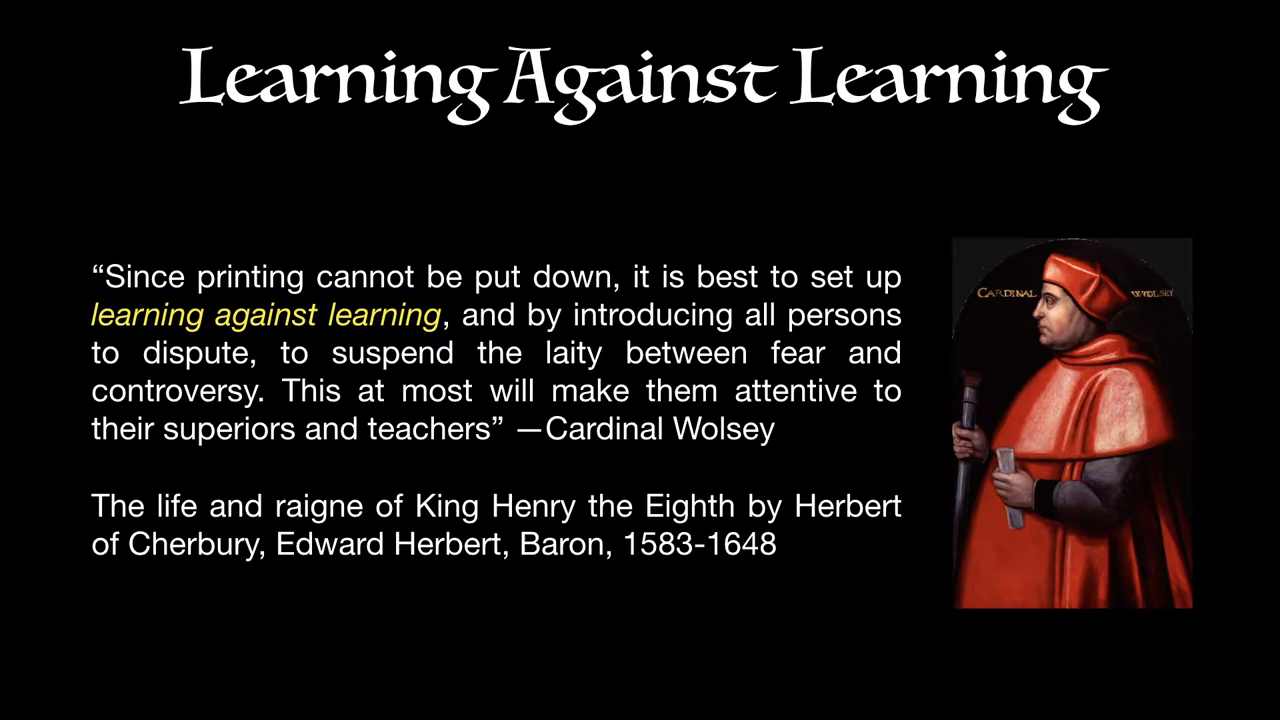 Learning Against Learning
“Since printing cannot be put down, it is best to set up
learning against learning, and by introducing all persons
to dispute, to suspend the laity between fear and
controversy. This at most will make them attentive to
their superiors and teachers” —Cardinal Wolsey
The life and raigne of King Henry the Eighth by Herbert
of Cherbury, Edward Herbert, Baron, 1583-1648
CARDINAL WOLSEY